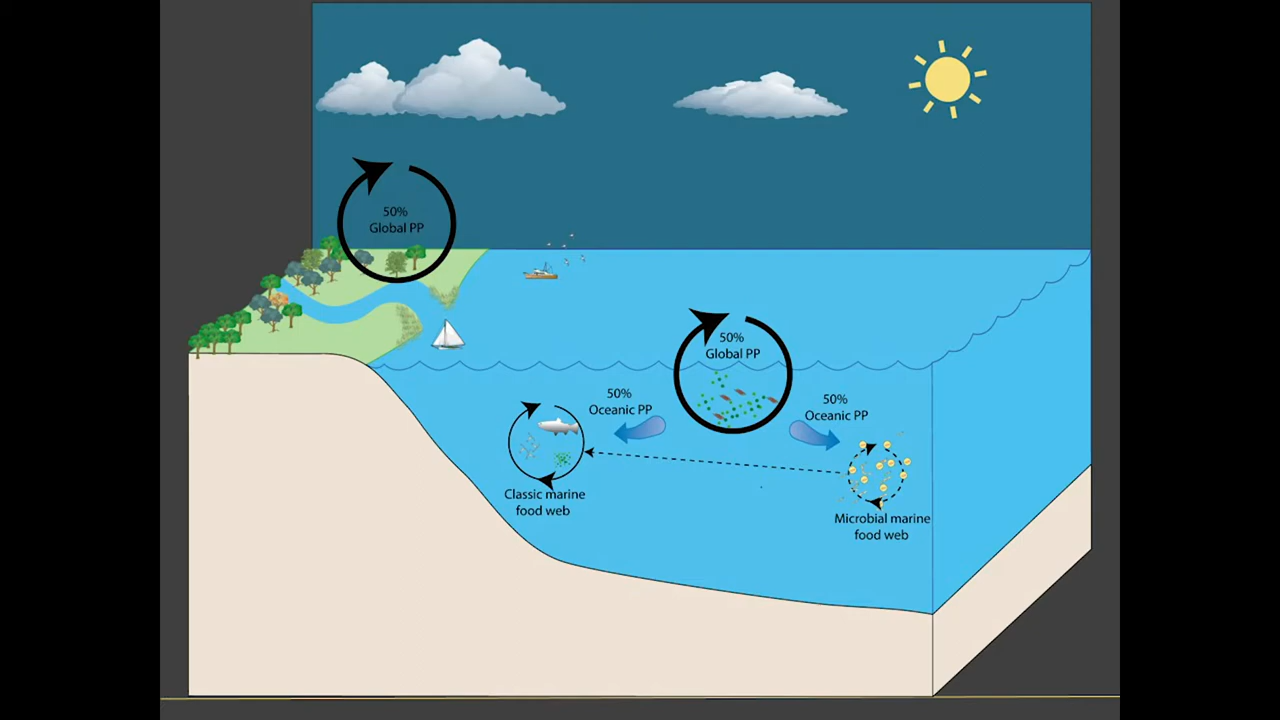 50%
Global PP
50%
Global PP
50%
Oceanic PP
50%
Oceanic PP
Classic marine
food web
Microbial marine
food web